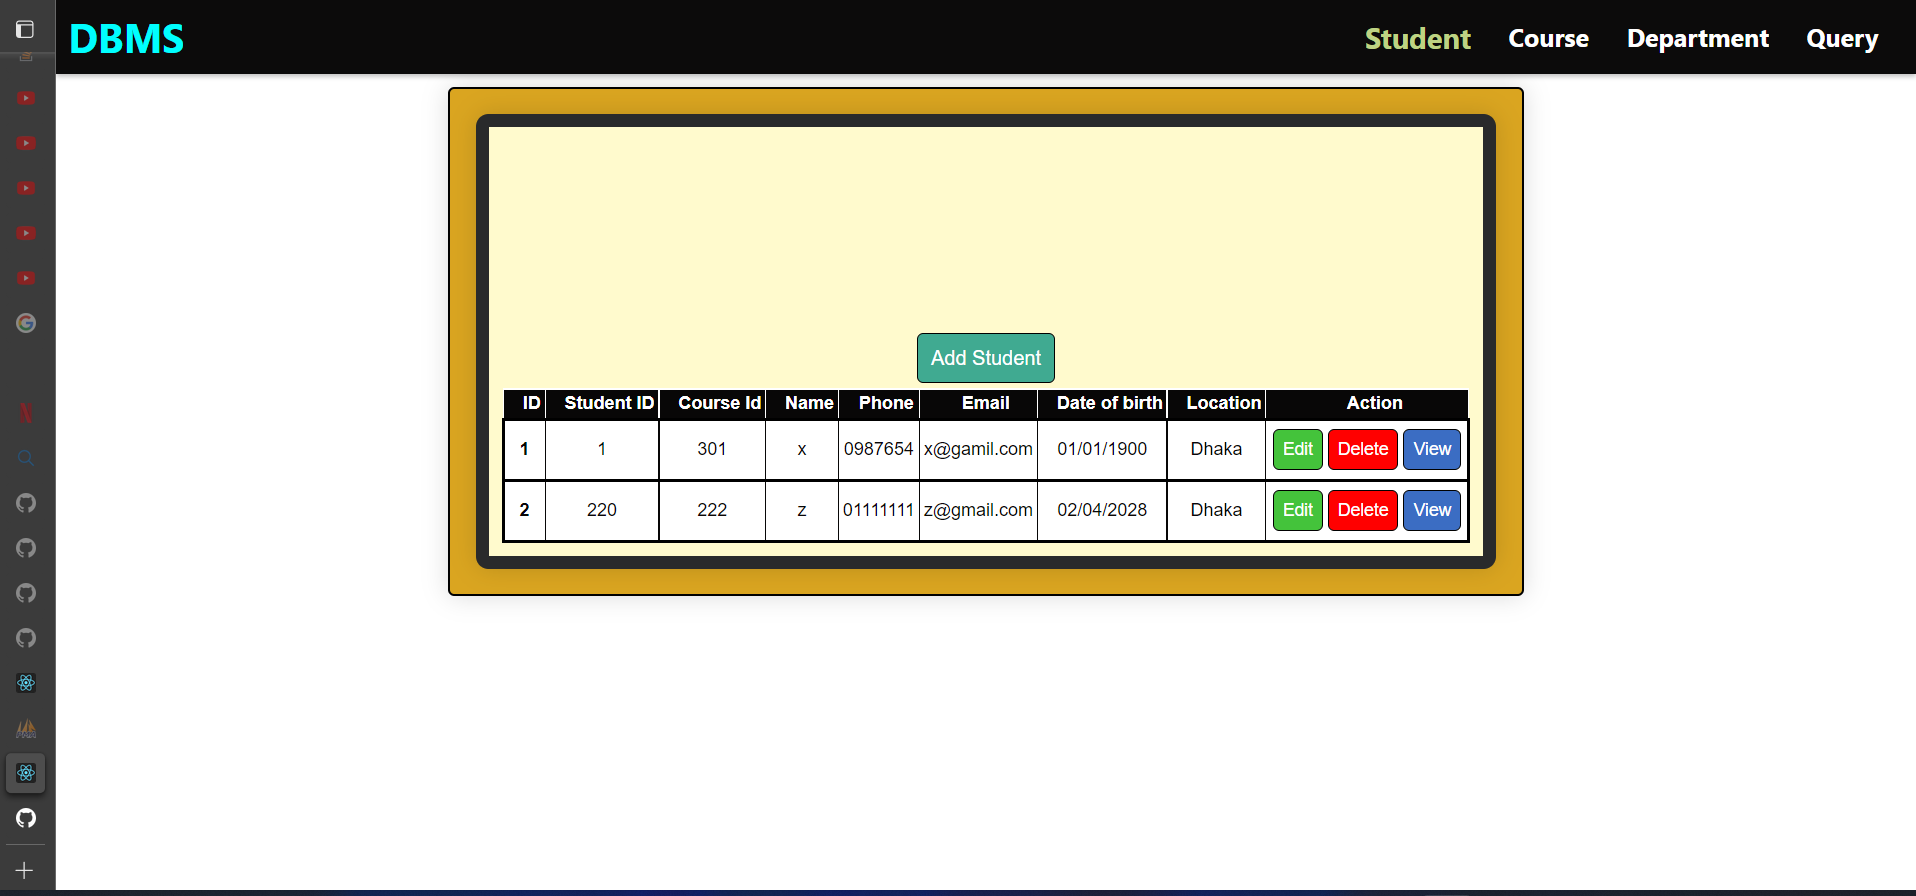 DBMS
Student Course Department Query
Add Student
ID Student ID Course Id Name Phone Email Date of birth Location Action
1 1 301 x 0987654 x@gamil.com 01/01/1900 Dhaka Edit Delete View
2 220 222 z 01111111 z@gmail.com 02/04/2028 Dhaka Edit Delete View